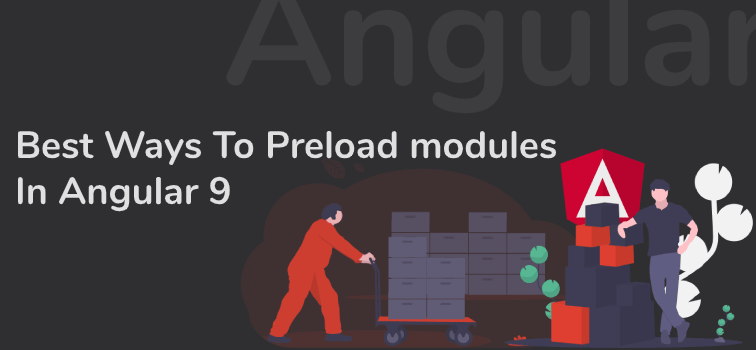 Angular
Best Ways To Preload modules
In Angular 9